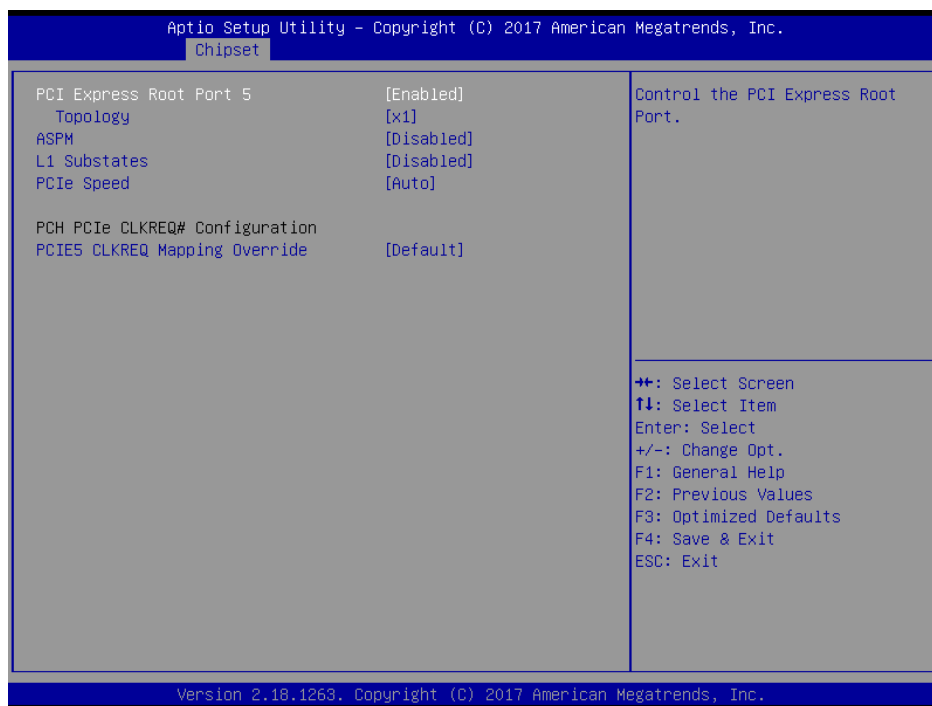 Aptio Setup Utility – Copyright (C) 2017 American Megatrends, Inc.
Chipset
PCI Express Root Port 5 [Enabled]
Topology [x1]
ASPM [Disabled]
L1 Substates [Disabled]
PCIe Speed [Auto]
PCH PCIe CLKREQ# Configuration
PCIE5 CLKREQ Mapping Override [Default]
Control the PCI Express Root
Port.
→←: Select Screen
↑↓: Select Item
Enter: Select
+/-: Change Opt.
F1: General Help
F2: Previous Values
F3: Optimized Defaults
F4: Save & Exit
ESC: Exit
Version 2.18.1263. Copyright (C) 2017 American Megatrends, Inc.